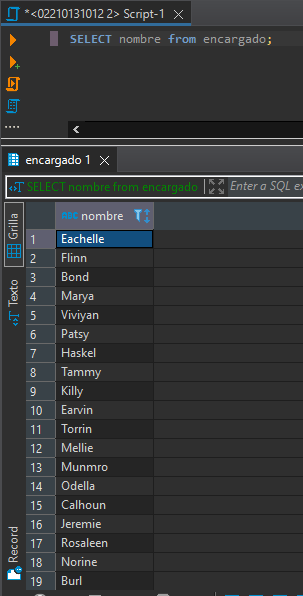 *<02210131012 2> Script-1
SELECT nombre from encargado;
encargado 1
SELECT nombre from encargado
Enter a SQL ex
Grilla
Texto
Record
nombre
1 Eachelle
2 Flinn
3 Bond
4 Marya
5 Viviyan
6 Patsy
7 Haskel
8 Tammy
9 Killy
10 Earvin
11 Torrin
12 Mellie
13 Munmro
14 Odella
15 Calhoun
16 Jeremie
17 Rosaleen
18 Norine
19 Burl